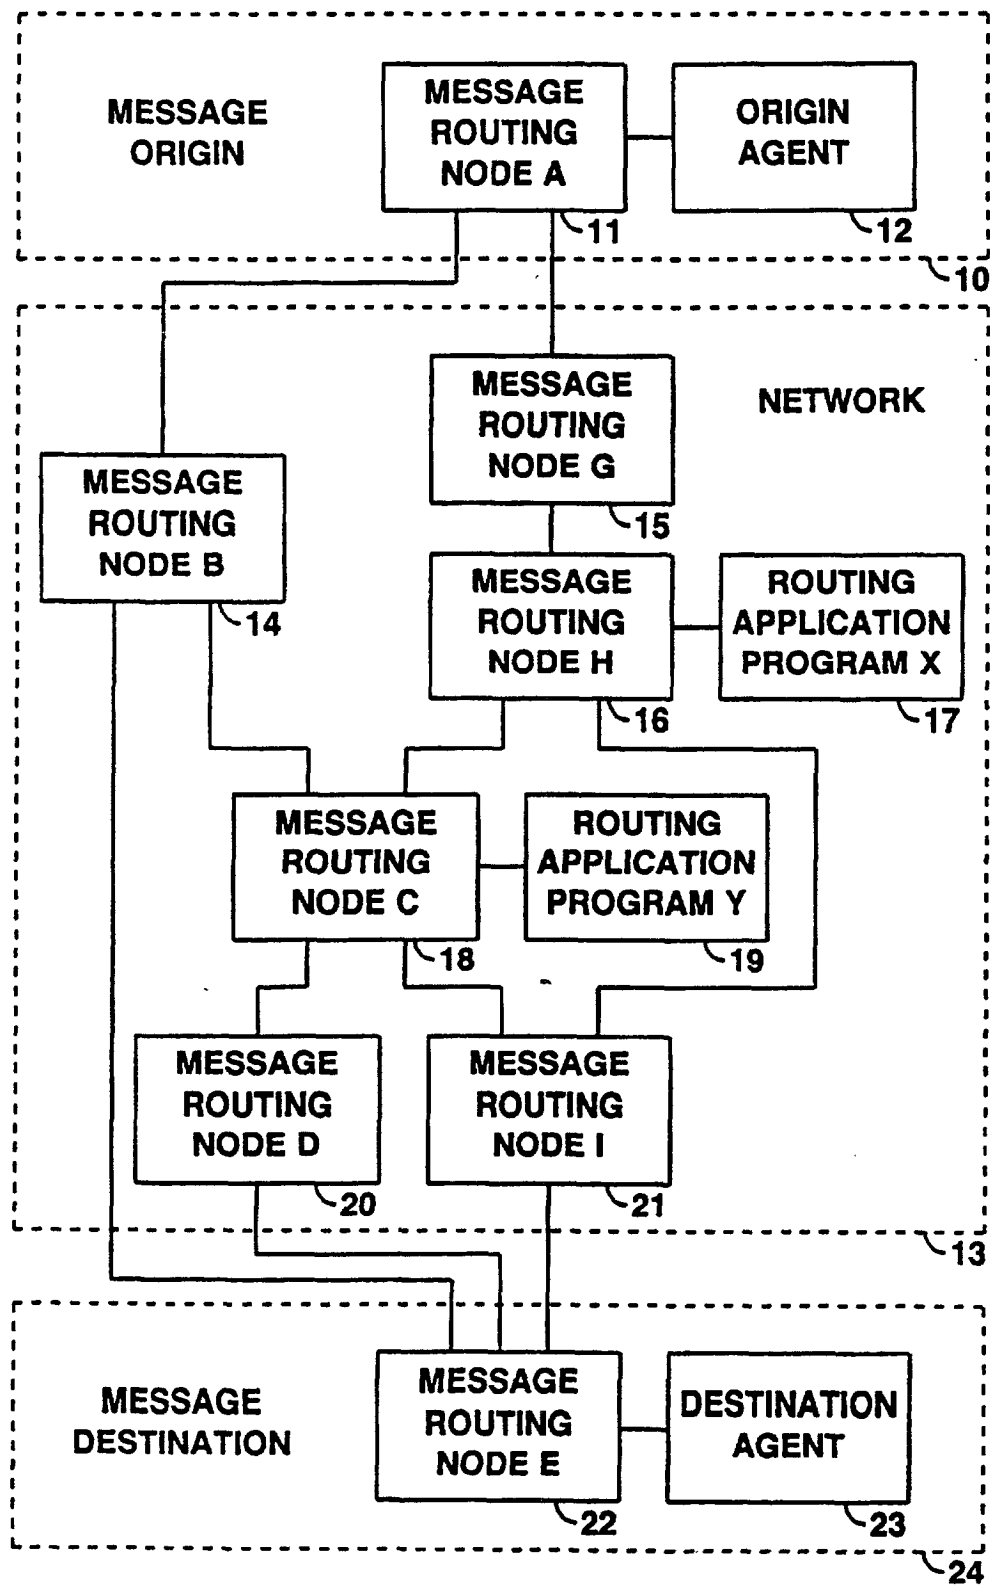 MESSAGE
ORIGIN
MESSAGE
ROUTING
NODE A
11
ORIGIN
AGENT
12
10
NETWORK
MESSAGE
ROUTING
NODE G
15
MESSAGE
ROUTING
NODE B
14
MESSAGE
ROUTING
NODE H
16
ROUTING
APPLICATION
PROGRAM X
17
MESSAGE
ROUTING
NODE C
18
ROUTING
APPLICATION
PROGRAM Y
19
MESSAGE
ROUTING
NODE D
20
MESSAGE
ROUTING
NODE I
21
13
MESSAGE
DESTINATION
MESSAGE
ROUTING
NODE E
22
DESTINATION
AGENT
23
24